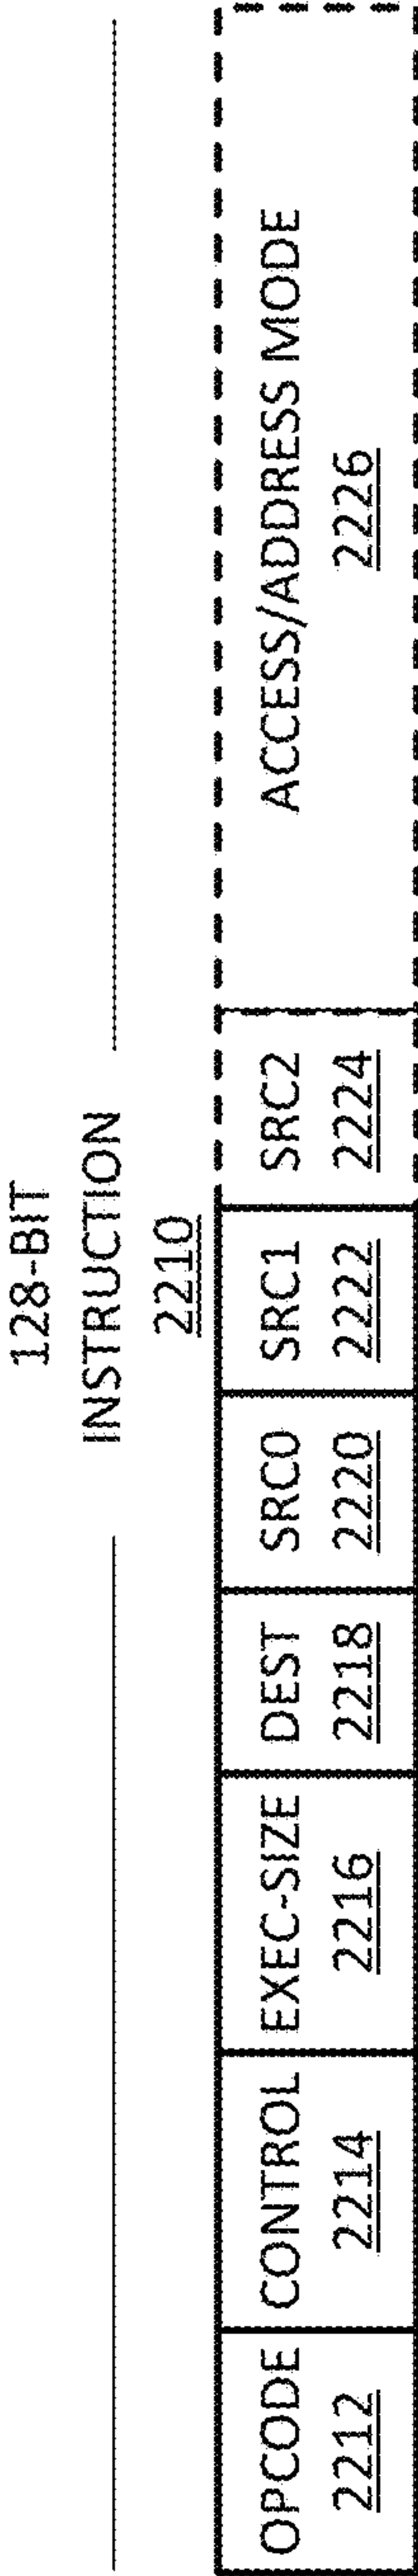 128-BIT
INSTRUCTION
2210
OPCODE CONTROL EXEC-SIZE DEST SRC0 SRC1 SRC2 ACCESS/ADDRESS MODE
2212 2214 2216 2218 2220 2222 2224 2226